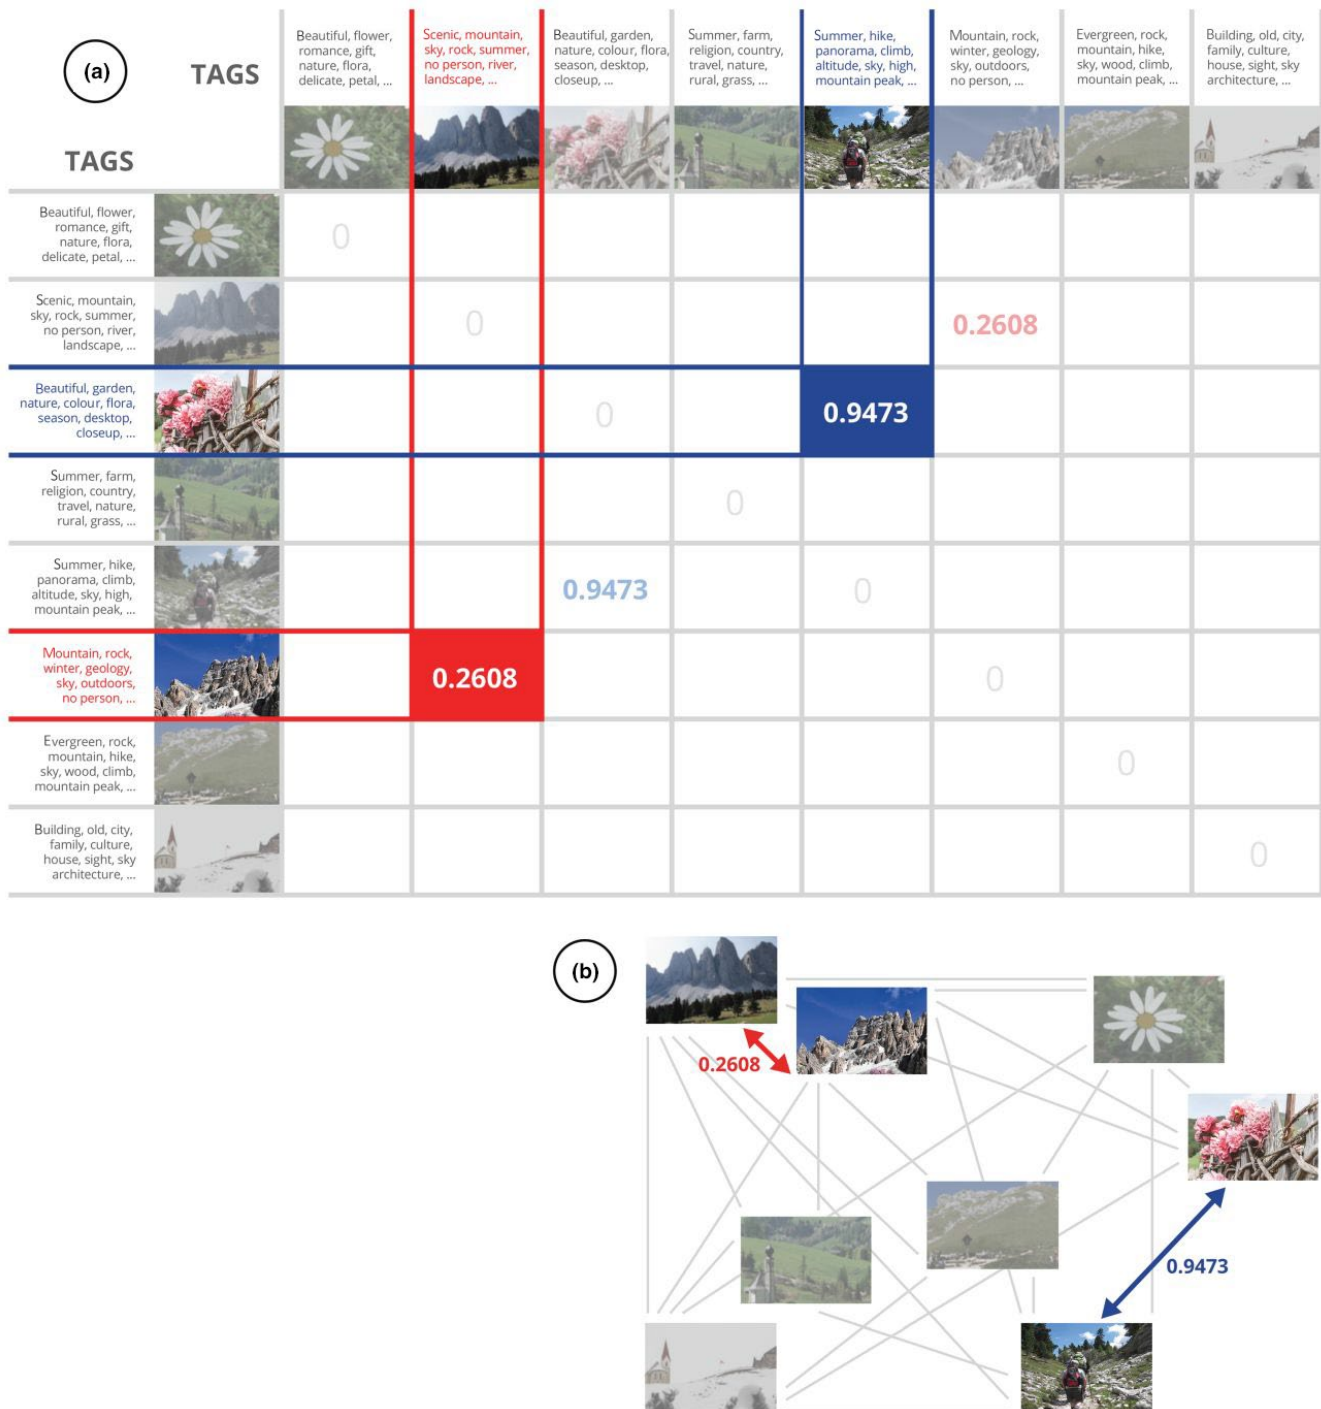 (a)
TAGS
TAGS
Beautiful, flower,
romance, gift,
nature, flora,
delicate, petal, ...
Scenic, mountain,
sky, rock, summer,
no person, river,
landscape, ...
Beautiful, garden,
nature, colour, flora,
season, desktop,
closeup, ...
Summer, farm,
religion, country,
travel, nature,
rural, grass, ...
Summer, hike,
panorama, climb,
altitude, sky, high,
mountain peak, ...
Mountain, rock,
winter, geology,
sky, outdoors,
no person, ...
Evergreen, rock,
mountain, hike,
sky, wood, climb,
mountain peak, ...
Building, old, city,
family, culture,
house, sight, sky
architecture, ...
Beautiful, flower,
romance, gift,
nature, flora,
delicate, petal, ...
0
Scenic, mountain,
sky, rock, summer,
no person, river,
landscape, ...
0
0.2608
Beautiful, garden,
nature, colour, flora,
season, desktop,
closeup, ...
0
0.9473
Summer, farm,
religion, country,
travel, nature,
rural, grass, ...
0
Summer, hike,
panorama, climb,
altitude, sky, high,
mountain peak, ...
0.9473
0
Mountain, rock,
winter, geology,
sky, outdoors,
no person, ...
0.2608
0
Evergreen, rock,
mountain, hike,
sky, wood, climb,
mountain peak, ...
0
Building, old, city,
family, culture,
house, sight, sky
architecture, ...
0
(b)
0.2608
0.9473